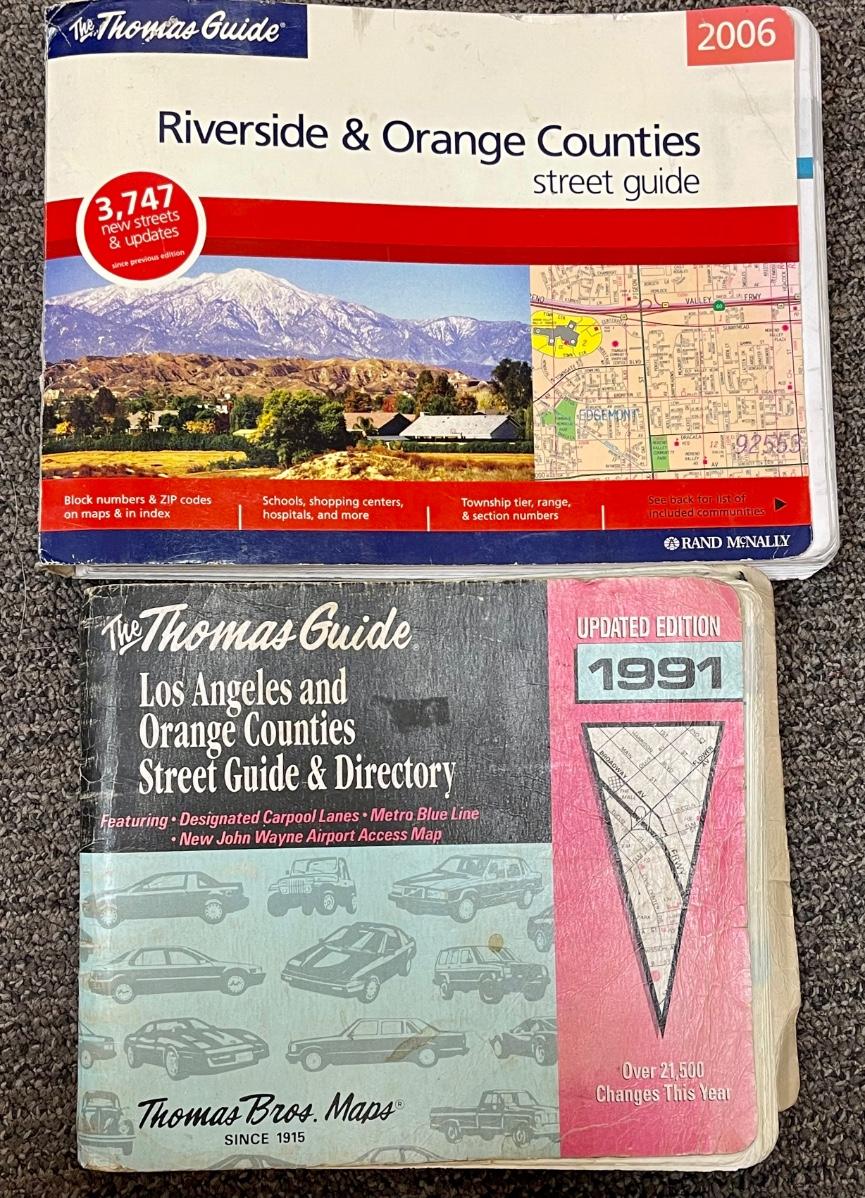 The Thomas Guide®
2006
Riverside & Orange Counties
street guide
3,747
new streets
& updates
since previous edition
VALLEY FRWY
60
EDGEMONT
92553
Block numbers & ZIP codes
on maps & in index
Schools, shopping centers,
hospitals, and more
Township tier, range,
& section numbers
See back for list of
included communities
RAND McNALLY
The Thomas Guide®
Los Angeles and
Orange Counties
Street Guide & Directory
Featuring • Designated Carpool Lanes • Metro Blue Line
• New John Wayne Airport Access Map
UPDATED EDITION
1991
BROADWAY
FLOWER
Over 21,500
Changes This Year
Thomas Bros. Maps®
SINCE 1915